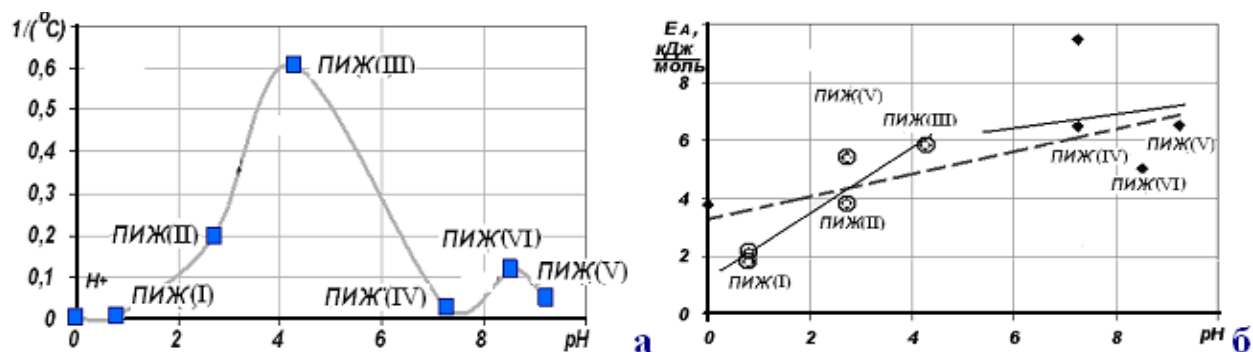 1/(°C)
0,6
0,5
0,4
0,3
0,2
0,1
0
0 2 4 6 8 pH
H+
ПИЖ(I)
ПИЖ(II)
ПИЖ(III)
ПИЖ(IV)
ПИЖ(VI)
ПИЖ(V)
а
EА,
кДж
моль
8
6
4
2
0
0 2 4 6 8 pH
ПИЖ(V)
ПИЖ(III)
ПИЖ(II)
ПИЖ(I)
ПИЖ(IV)
ПИЖ(V)
ПИЖ(VI)
б